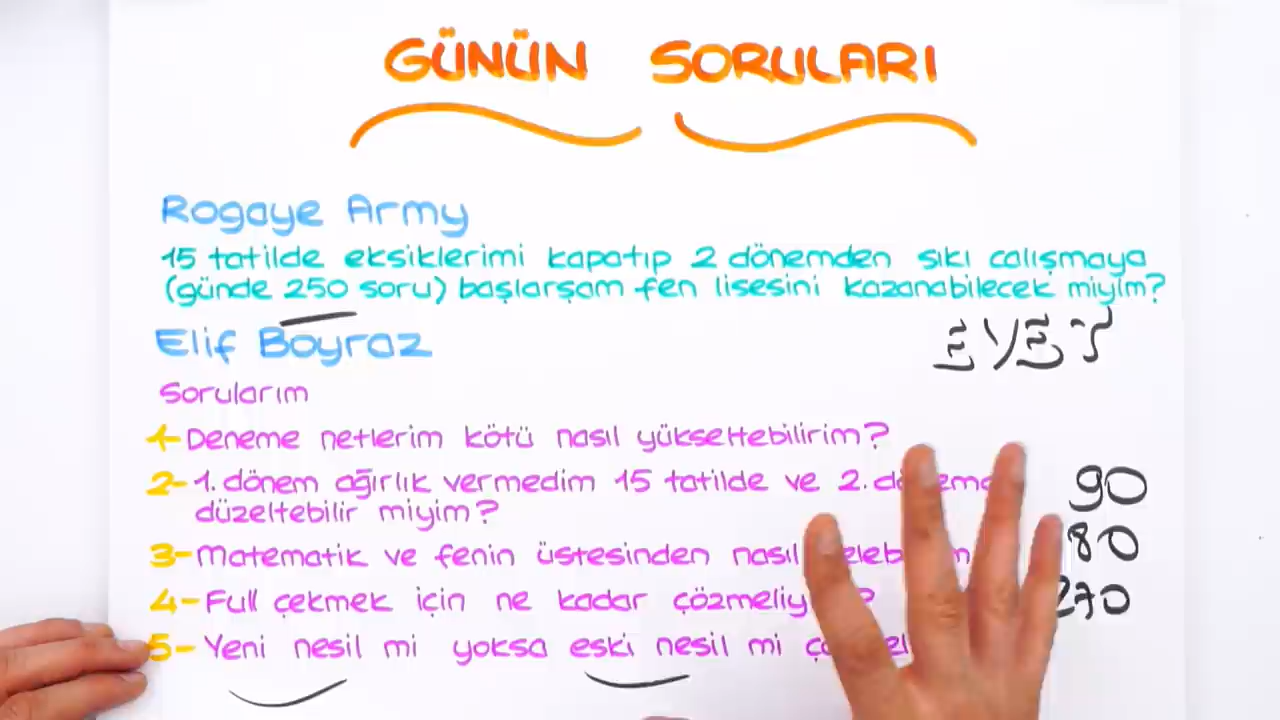 GÜNÜN SORULARI
Rogaye Army
15 tatilde eksiklerimi kapatıp 2 dönemden sıkı calışmaya
(günde 250 soru) başlarşam fen lisesini kazanabilecek miyim?
Elif Boyraz
EVET
Sorularım
1- Deneme netlerim kötü nasıl yükseltebilirim?
2- 1. dönem ağırlık vermedim 15 tatilde ve 2.
90
düzeltebilir miyim?
3- Matematik ve fenin üstesinden nasıl
80
4- Full çekmek için ne kadar
270
5- Yeni nesil mi yoksa eski nesil mi